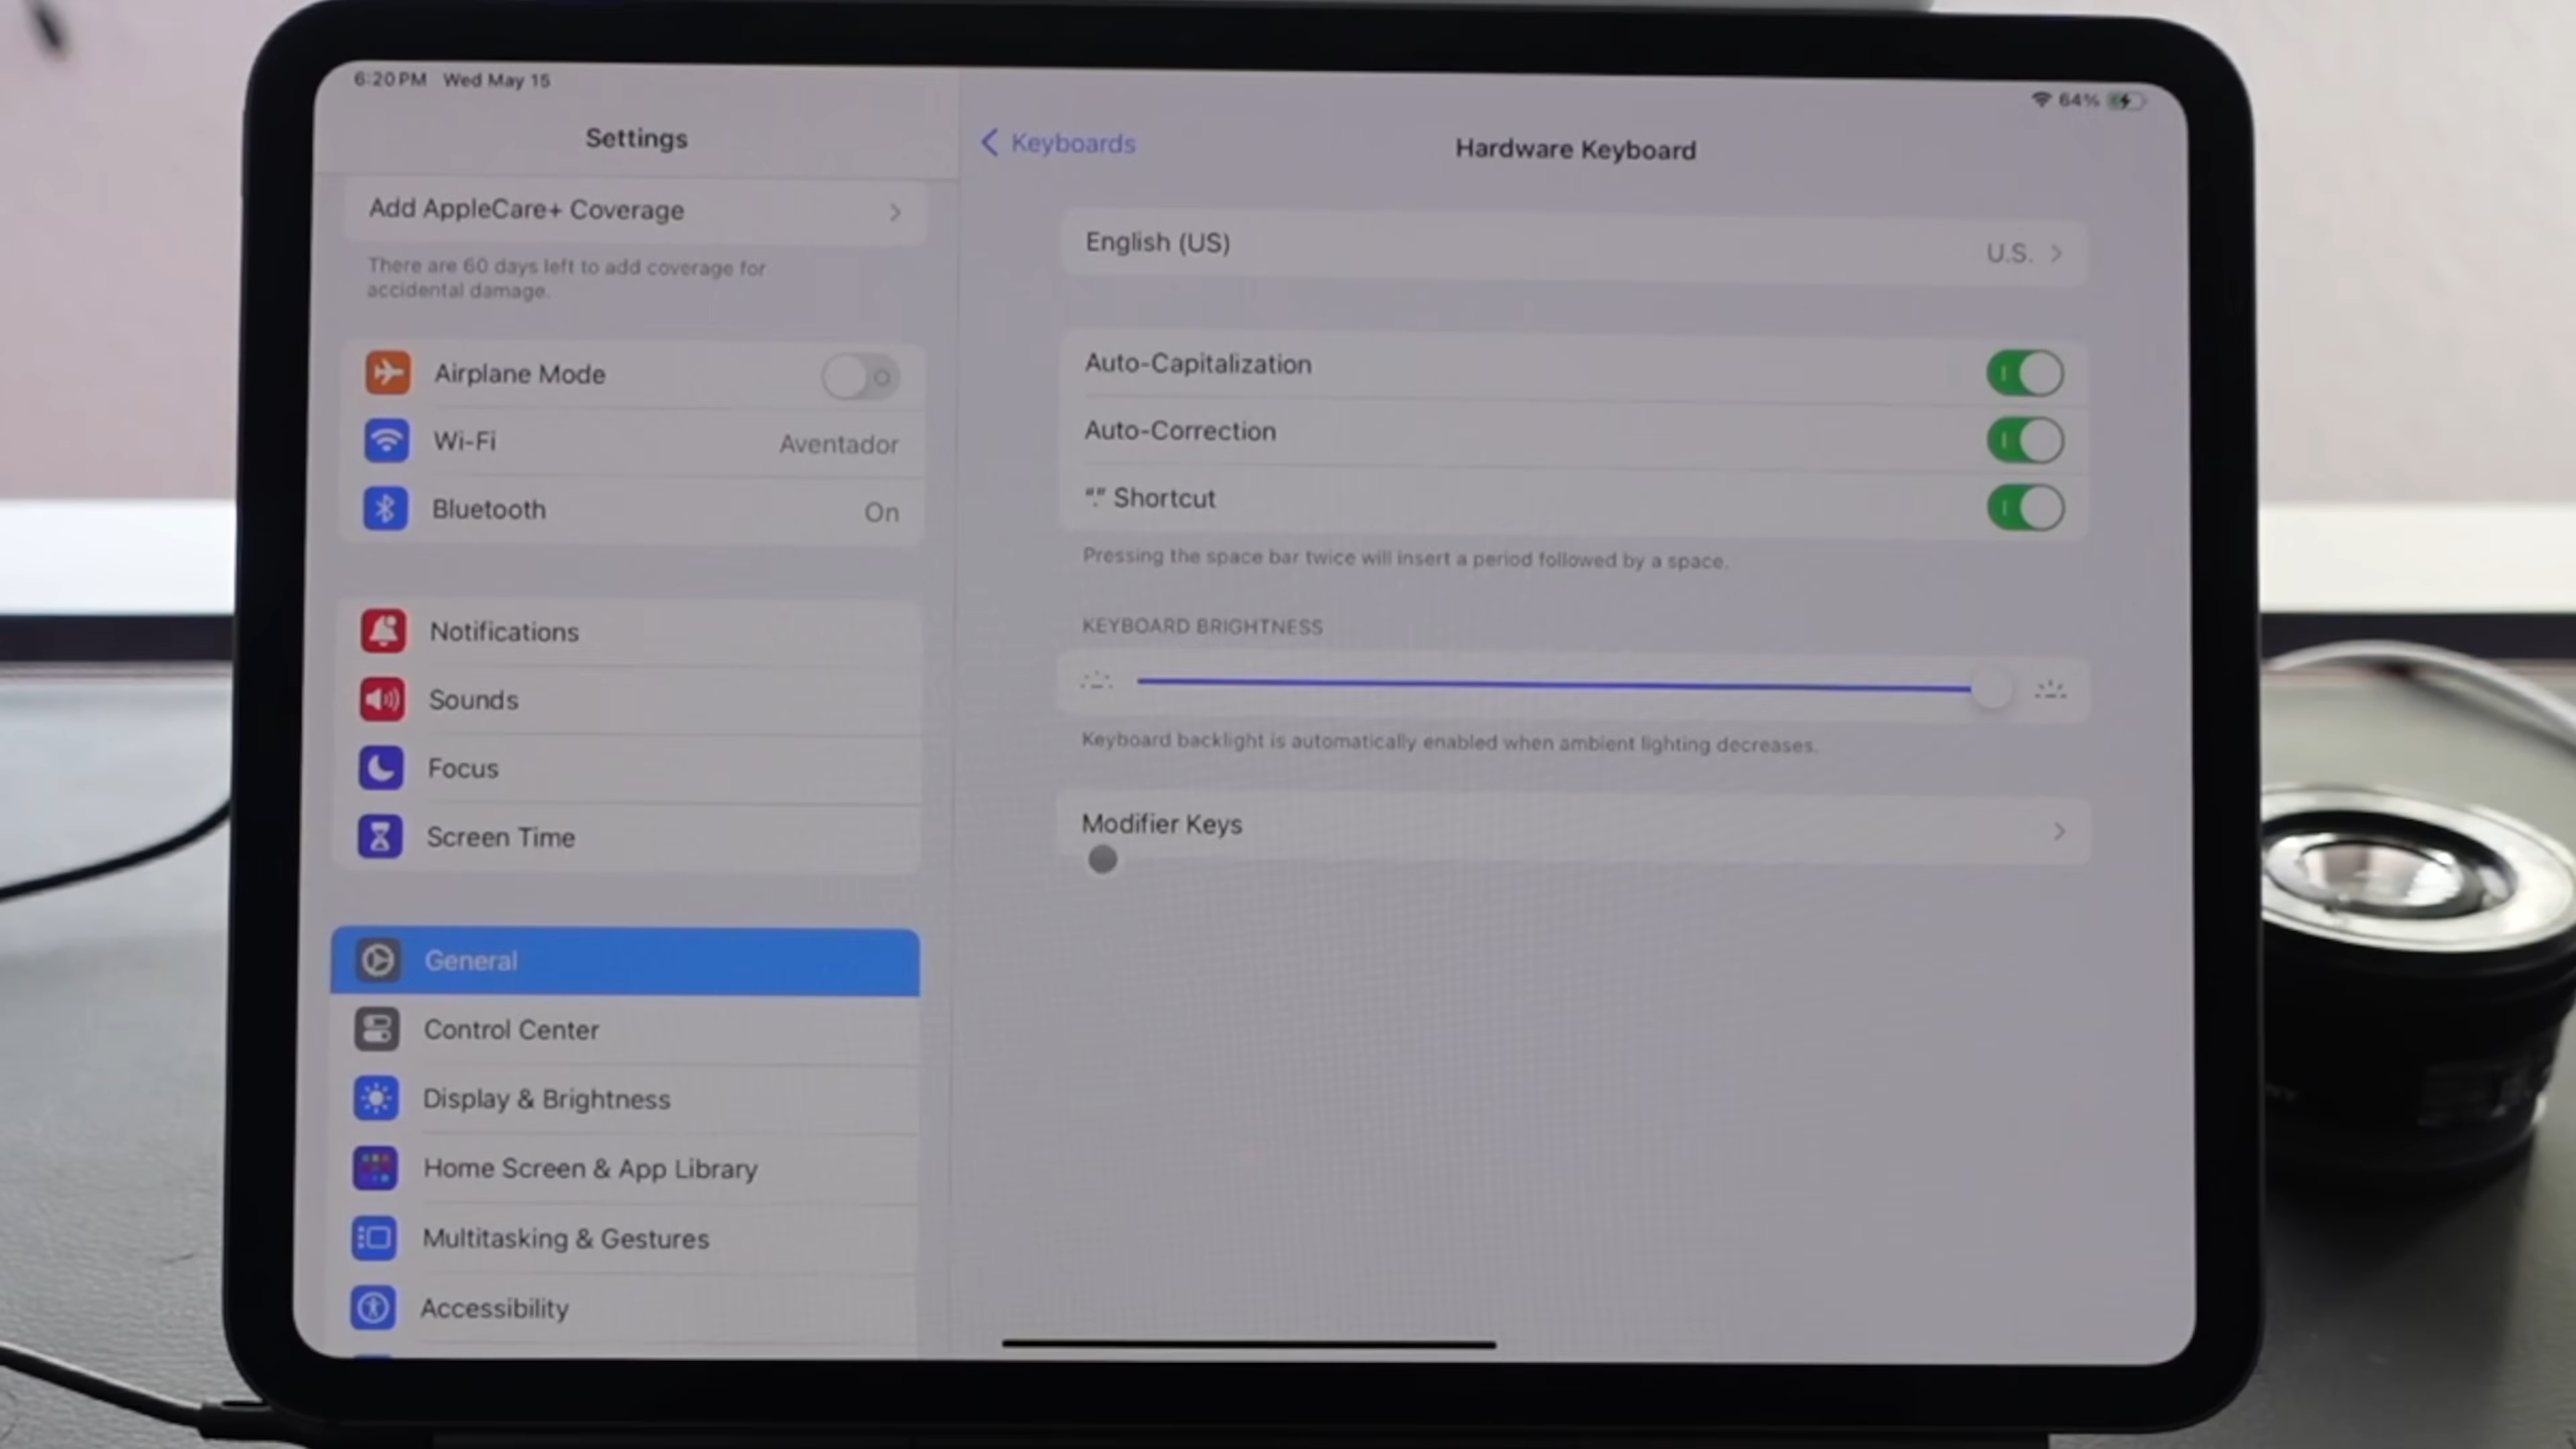 6:20 PM Wed May 15
64%
Settings
Add AppleCare+ Coverage
There are 60 days left to add coverage for
accidental damage.
Airplane Mode
Wi-Fi Aventador
Bluetooth On
Notifications
Sounds
Focus
Screen Time
General
Control Center
Display & Brightness
Home Screen & App Library
Multitasking & Gestures
Accessibility
Keyboards
Hardware Keyboard
English (US) U.S.
Auto-Capitalization
Auto-Correction
“.” Shortcut
Pressing the space bar twice will insert a period followed by a space.
KEYBOARD BRIGHTNESS
Keyboard backlight is automatically enabled when ambient lighting decreases.
Modifier Keys